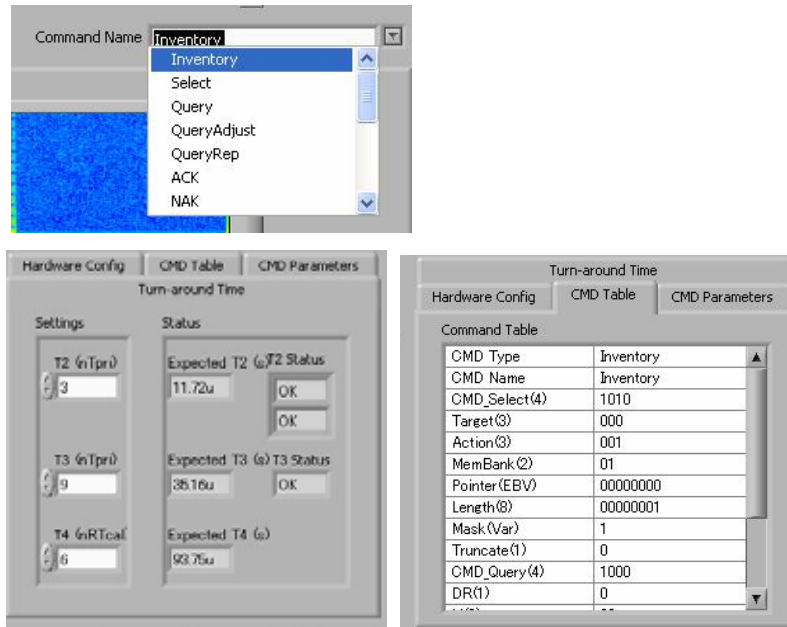 Command Name Inventory
Inventory
Select
Query
QueryAdjust
QueryRep
ACK
NAK
Hardware Config CMD Table CMD Parameters
Turn-around Time
Settings Status
T2 (nTpri) Expected T2 (s) T2 Status
3 11.72u OK
OK
T3 (nTpri) Expected T3 (s) T3 Status
9 35.16u OK
T4 (nRTcal Expected T4 (s)
6 93.75u
Turn-around Time
Hardware Config CMD Table CMD Parameters
Command Table
CMD Type Inventory
CMD Name Inventory
CMD_Select(4) 1010
Target(3) 000
Action(3) 001
MemBank(2) 01
Pointer(EBV) 00000000
Length(8) 00000001
Mask(Var) 1
Truncate(1) 0
CMD_Query(4) 1000
DR(1) 0